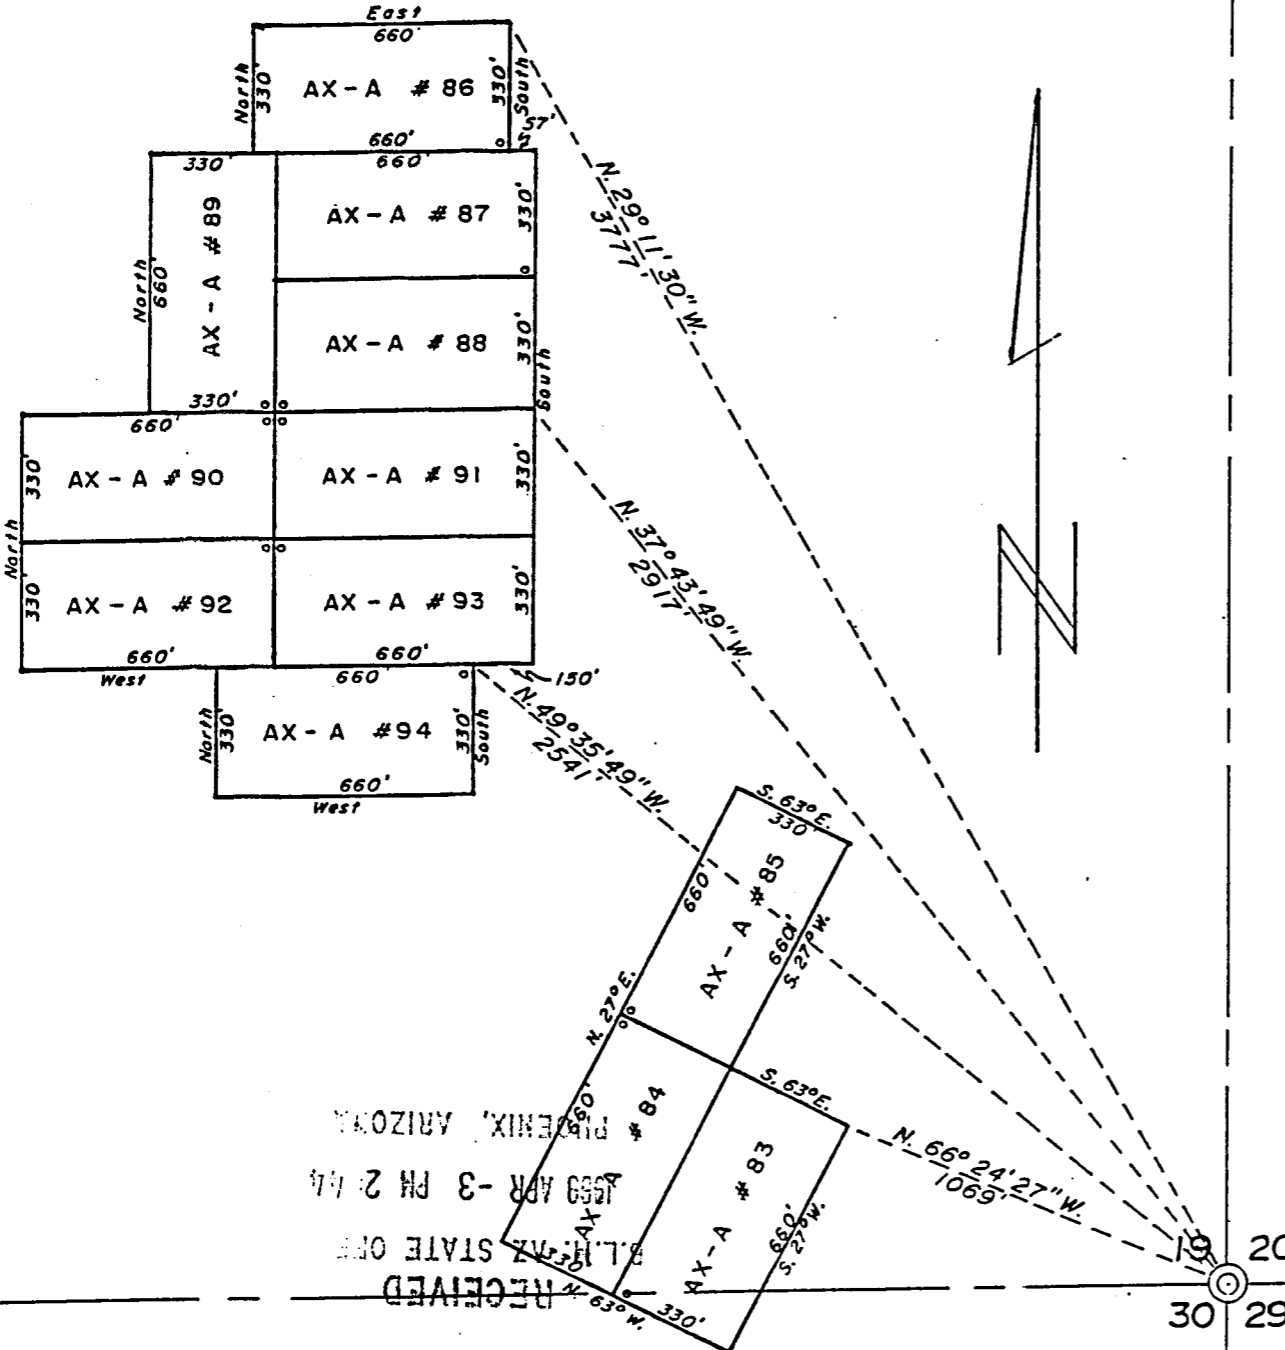 East
660'
North
330'
AX-A # 86
330'
South
57'
660'
330'
660'
North
660'
AX-A # 89
AX-A # 87
330'
AX-A # 88
330'
South
330'
660'
North
330'
AX-A # 90
AX-A # 91
330'
330'
AX-A # 92
AX-A # 93
330'
660'
West
660'
660'
150'
North
330'
AX-A #94
330'
South
660'
West
N. 29° 11' 30" W.
3777'
N. 37° 43' 49" W.
2917'
N. 49° 35' 49" W.
2541'
N
S. 63° E.
330'
660'
AX-A #85
660'
S. 27° W.
N. 27° E.
S. 63° E.
660'
AX-A # 84
AX-A # 83
660'
S. 27° W.
330'
N. 63° W.
330'
N. 66° 24' 27" W.
1069'
19 20
30 29
RECEIVED
B.L.M. AZ STATE OFF
1989 APR -3 PM 2:44
PHOENIX, ARIZONA